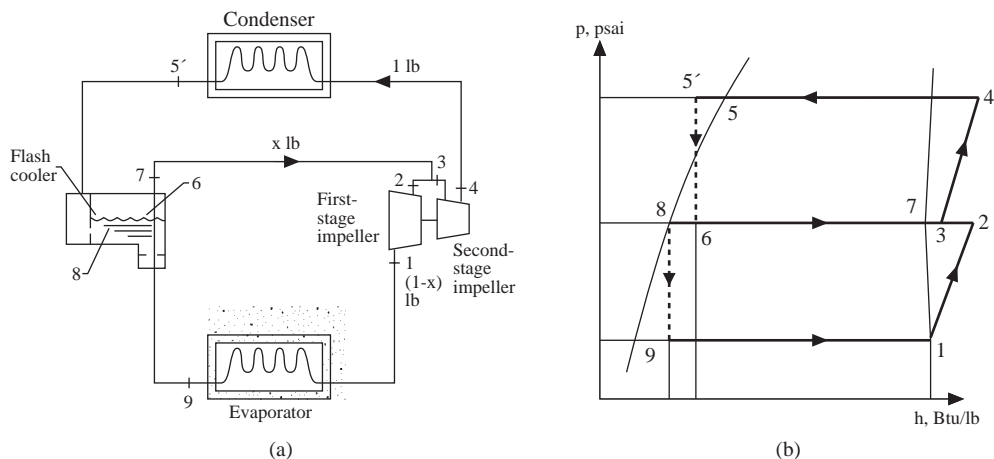 Condenser
5´
1 lb
Flash
cooler
7
x lb
6
3
2
4
First-
stage
impeller
8
Second-
stage
impeller
1
(1-x)
lb
9
Evaporator
(a)
p, psai
5´
5
4
8
6
7
3
2
9
1
h, Btu/lb
(b)